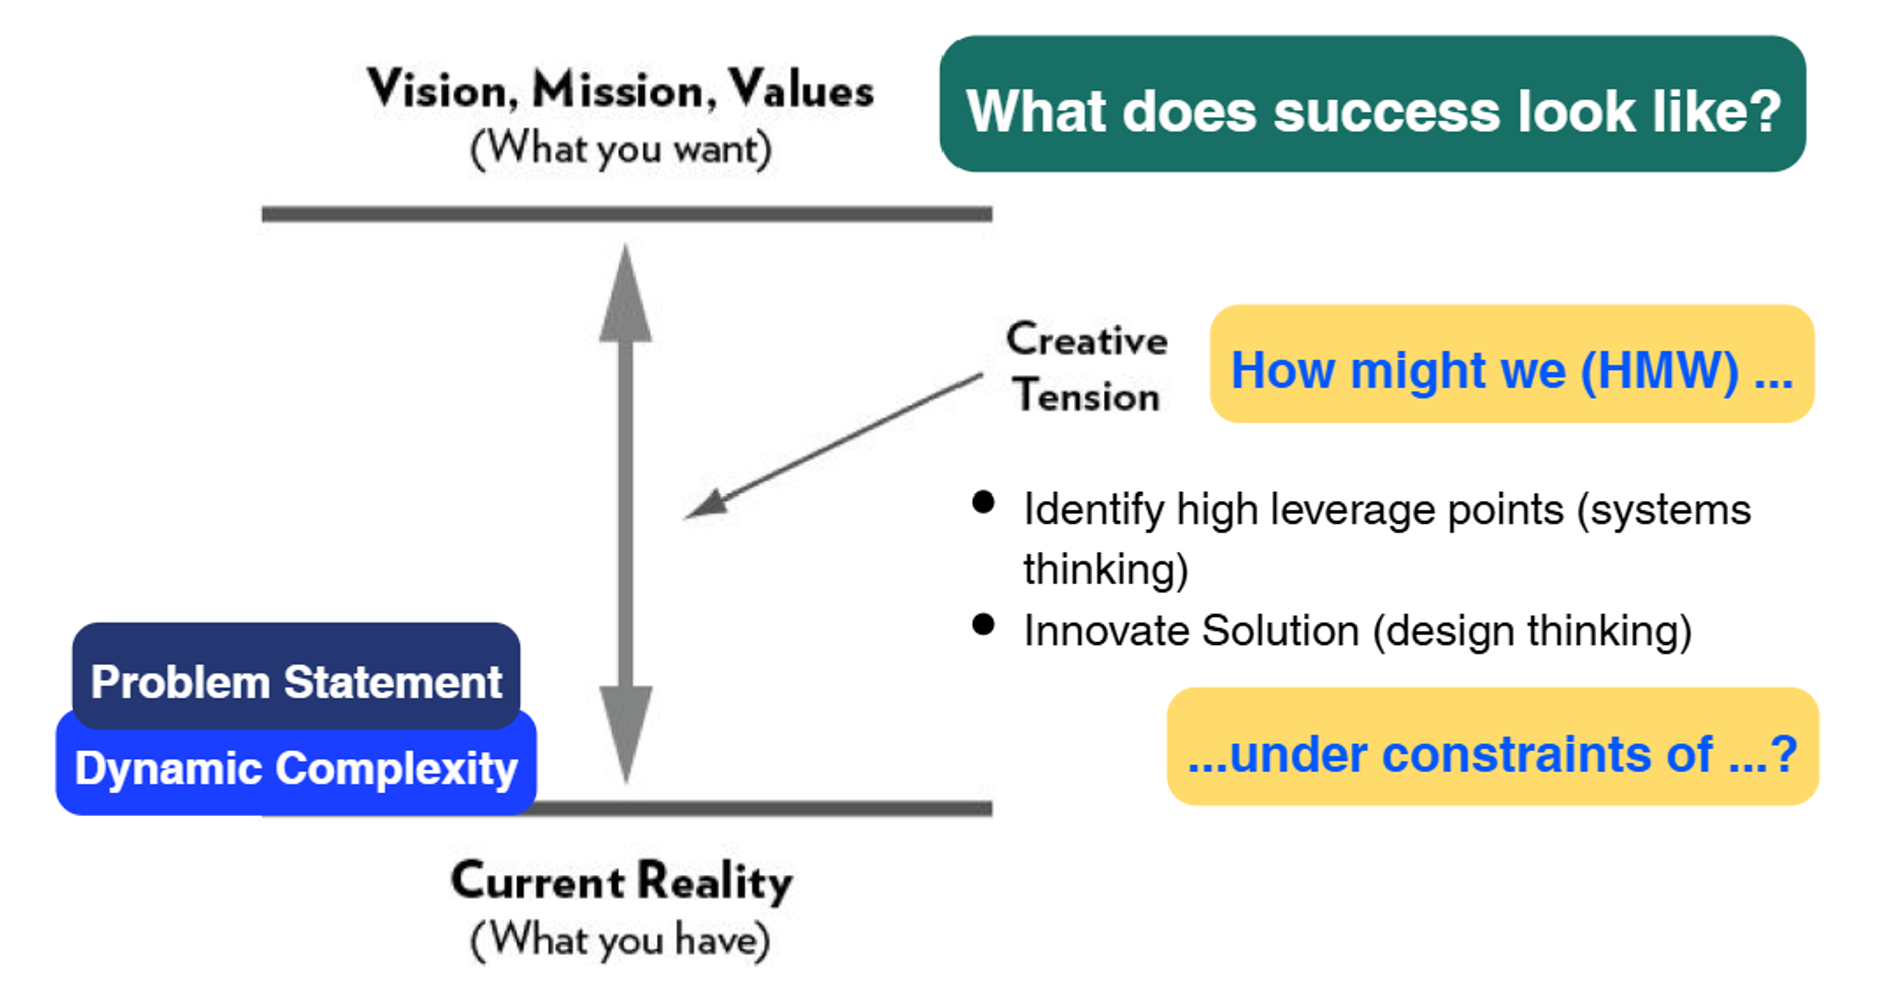 Vision, Mission, Values
(What you want)
What does success look like?
Creative
Tension
How might we (HMW) ...
● Identify high leverage points (systems
thinking)
● Innovate Solution (design thinking)
Problem Statement
Dynamic Complexity
...under constraints of ...?
Current Reality
(What you have)